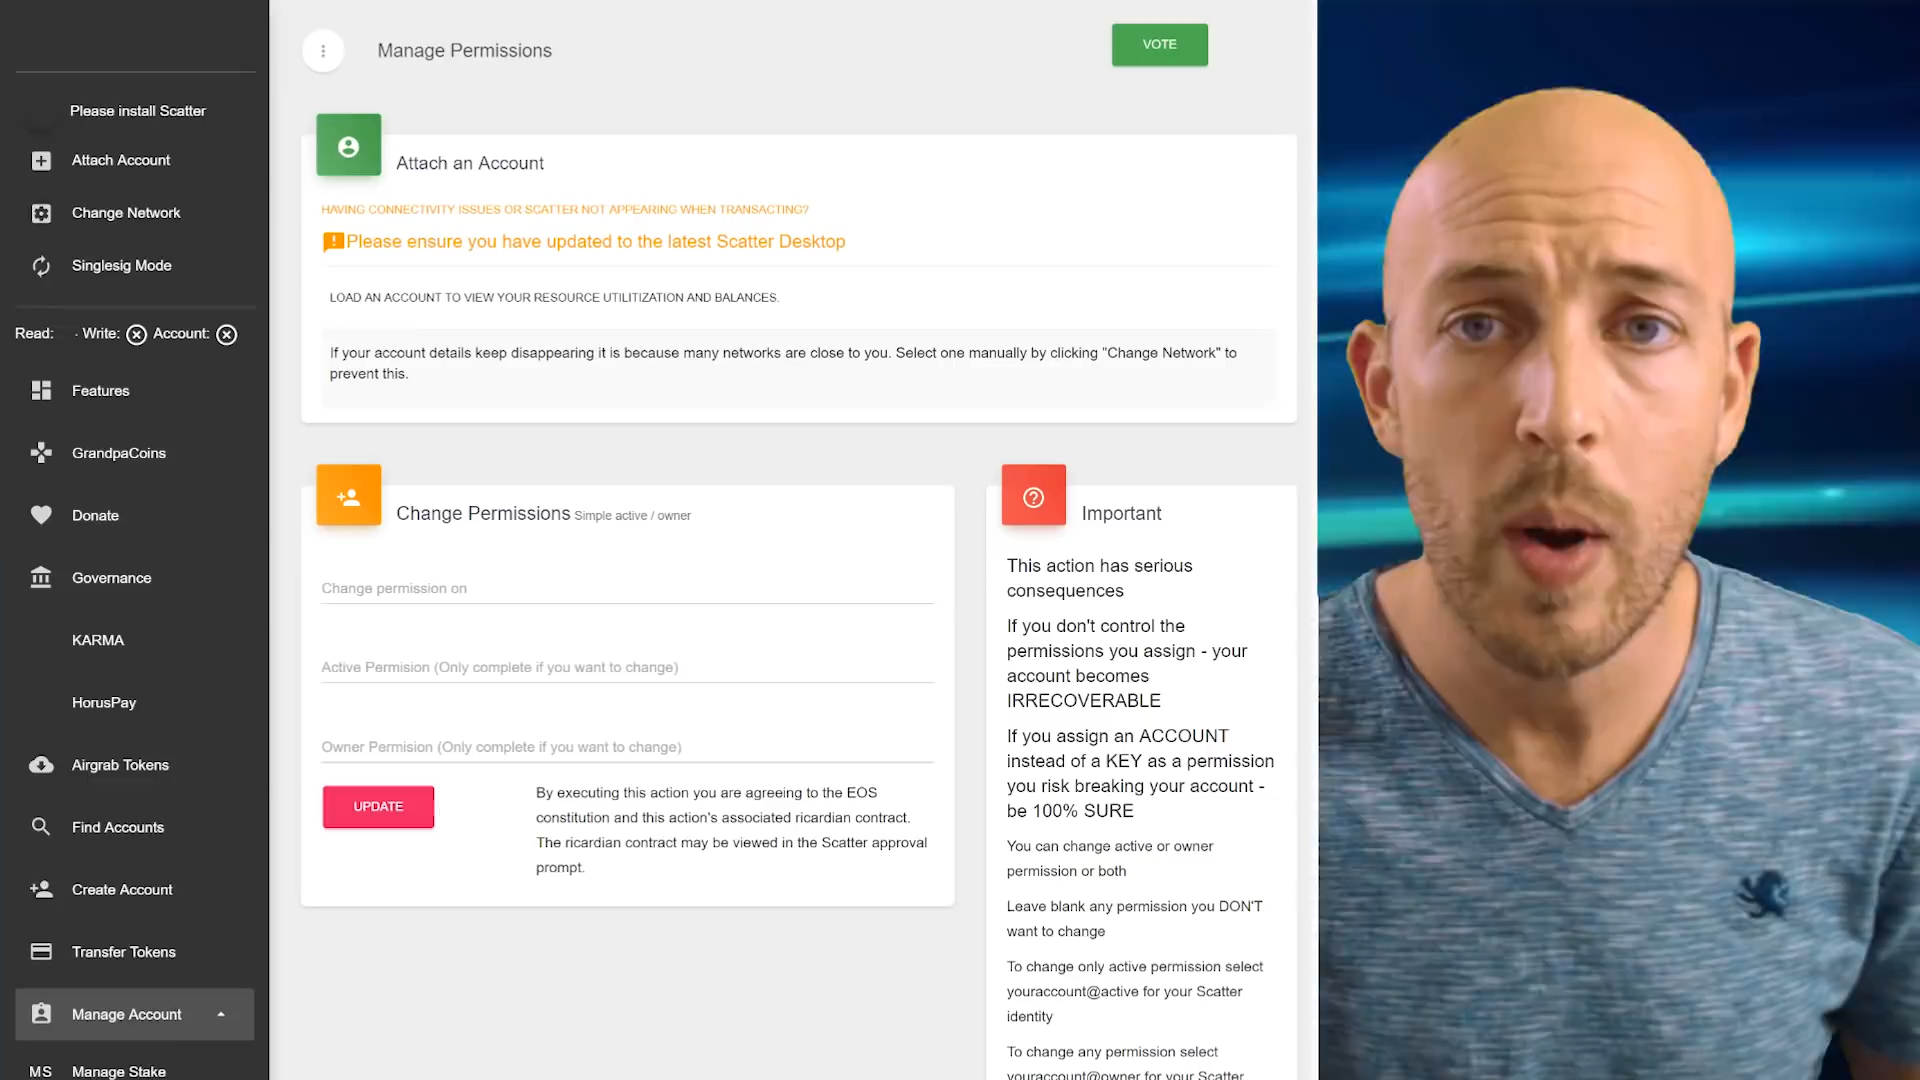 Please install Scatter
Attach Account
Change Network
Singlesig Mode
Read: . Write: Account:
Features
GrandpaCoins
Donate
Governance
KARMA
HorusPay
Airgrab Tokens
Find Accounts
Create Account
Transfer Tokens
Manage Account
MS Manage Stake
Manage Permissions
VOTE
Attach an Account
HAVING CONNECTIVITY ISSUES OR SCATTER NOT APPEARING WHEN TRANSACTING?
Please ensure you have updated to the latest Scatter Desktop
LOAD AN ACCOUNT TO VIEW YOUR RESOURCE UTILITIZATION AND BALANCES.
If your account details keep disappearing it is because many networks are close to you. Select one manually by clicking "Change Network" to
prevent this.
Change Permissions Simple active / owner
Change permission on
Active Permision (Only complete if you want to change)
Owner Permision (Only complete if you want to change)
UPDATE
By executing this action you are agreeing to the EOS
constitution and this action's associated ricardian contract.
The ricardian contract may be viewed in the Scatter approval
prompt.
Important
This action has serious
consequences
If you don't control the
permissions you assign - your
account becomes
IRRECOVERABLE
If you assign an ACCOUNT
instead of a KEY as a permission
you risk breaking your account -
be 100% SURE
You can change active or owner
permission or both
Leave blank any permission you DON'T
want to change
To change only active permission select
youraccount@active for your Scatter
identity
To change any permission select
youraccount@owner for your Scatter